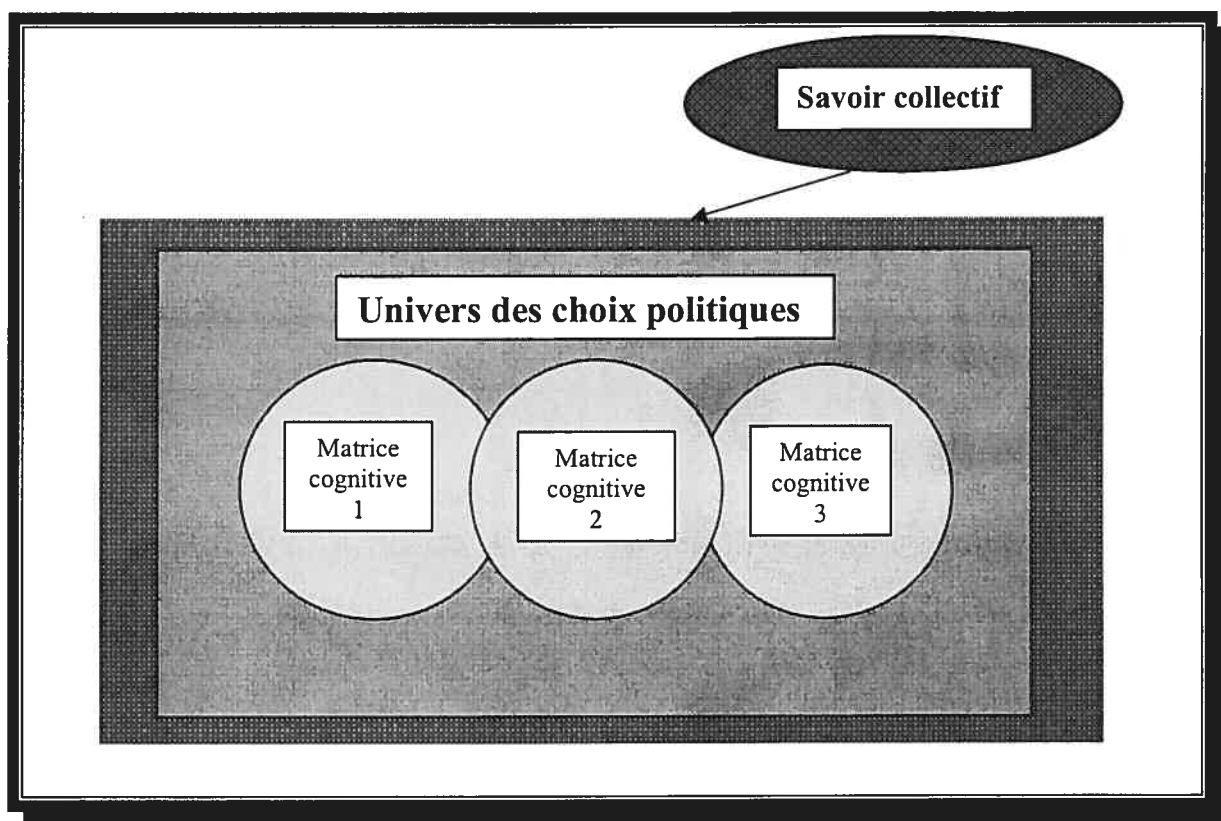 Savoir collectif
Univers des choix politiques
Matrice
cognitive
1
Matrice
cognitive
2
Matrice
cognitive
3